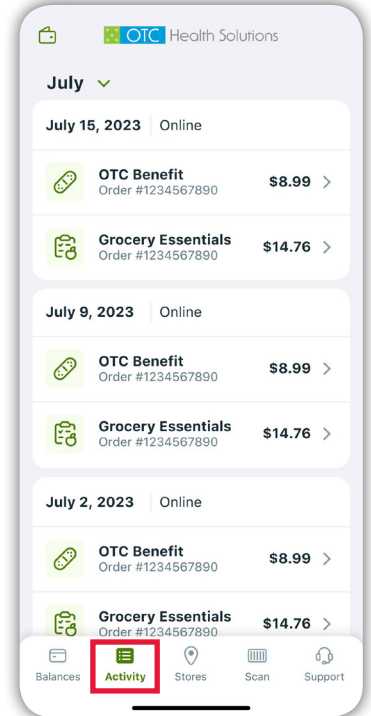 OTC Health Solutions
July
July 15, 2023 Online
OTC Benefit $8.99
Order #1234567890
Grocery Essentials $14.76
Order #1234567890
July 9, 2023 Online
OTC Benefit $8.99
Order #1234567890
Grocery Essentials $14.76
Order #1234567890
July 2, 2023 Online
OTC Benefit $8.99
Order #1234567890
Grocery Essentials $14.76
Order #1234567890
Balances Activity Stores Scan Support